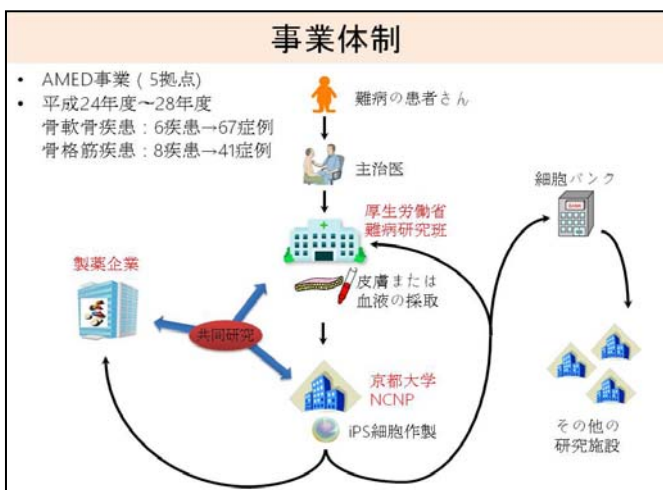 事業体制
• AMED事業(5拠点)
• 平成24年度～28年度
骨軟骨疾患：6疾患→67症例
骨格筋疾患：8疾患→41症例
難病の患者さん
主治医
厚生労働省
難病研究班
皮膚または
血液の採取
製薬企業
共同研究
京都大学
NCNP
iPS細胞作製
細胞バンク
その他の
研究施設